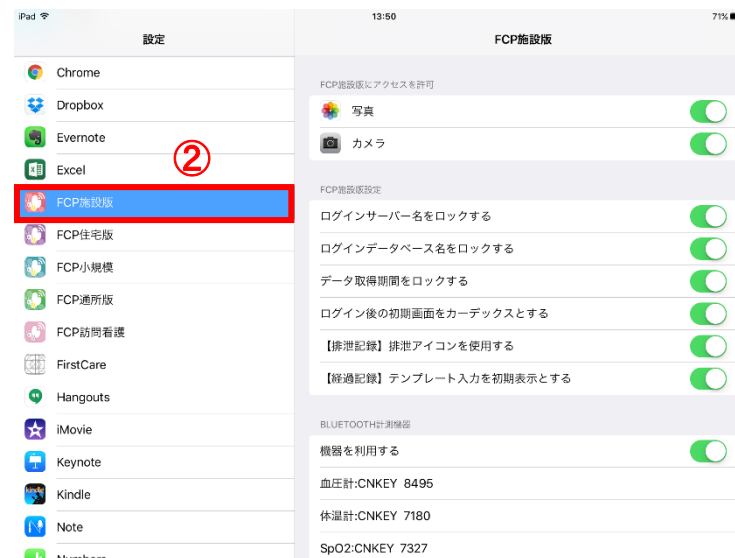 iPad 13:50 71%
設定
Chrome
Dropbox
Evernote
②
Excel
FCP施設版
FCP住宅版
FCP小規模
FCP通所版
FCP訪問看護
FirstCare
Hangouts
iMovie
Keynote
Kindle
Note
Numbers
FCP施設版
FCP施設版にアクセスを許可
写真
カメラ
FCP施設版設定
ログインサーバー名をロックする
ログインデータベース名をロックする
データ取得期間をロックする
ログイン後の初期画面をカーデックスとする
【排泄記録】排泄アイコンを使用する
【経過記録】テンプレート入力を初期表示とする
BLUETOOTH計測機器
機器を利用する
血圧計:CNKEY 8495
体温計:CNKEY 7180
SpO2:CNKEY 7327